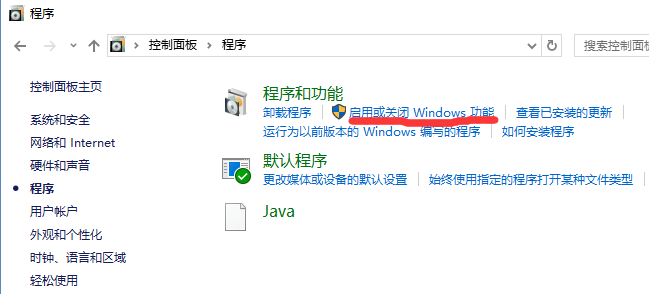 程序
控制面板 程序
搜索控制面板
控制面板主页
系统和安全
网络和 Internet
硬件和声音
程序
用户帐户
外观和个性化
时钟、语言和区域
轻松使用
程序和功能
卸载程序 启用或关闭 Windows 功能 查看已安装的更新
运行为以前版本的 Windows 编写的程序 如何安装程序
默认程序
更改媒体或设备的默认设置 始终使用指定的程序打开某种文件类型
Java